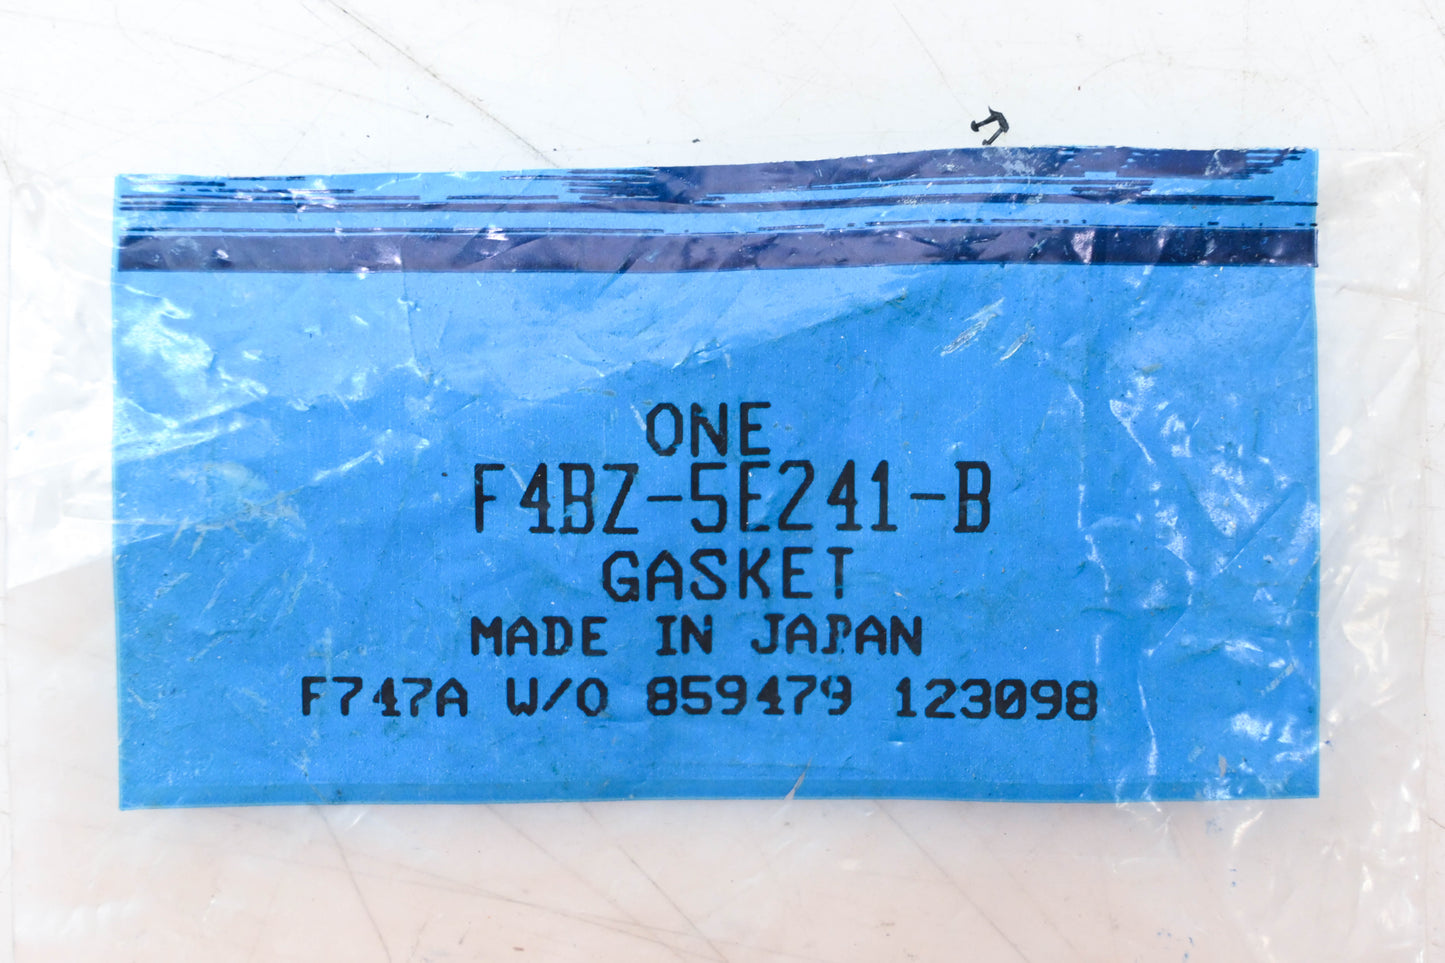 ONE
F4BZ-5E241-B
GASKET
MADE IN JAPAN
F747A W/O 859479 123098